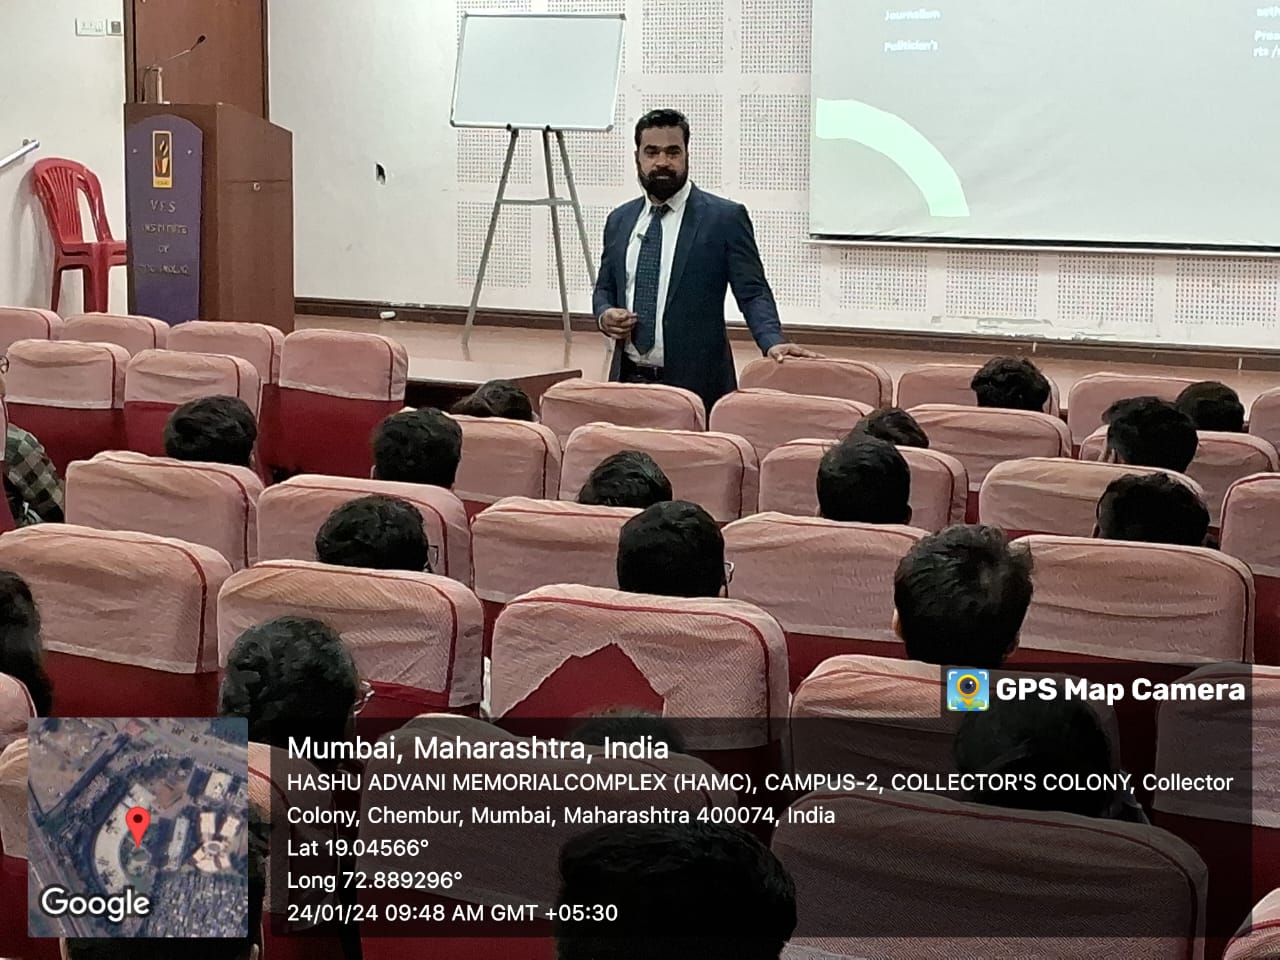 Journalism
Politician's
V.E.S
INSTITUTE
OF
TECHNOLOGY
GPS Map Camera
Mumbai, Maharashtra, India
HASHU ADVANI MEMORIALCOMPLEX (HAMC), CAMPUS-2, COLLECTOR'S COLONY, Collector
Colony, Chembur, Mumbai, Maharashtra 400074, India
Lat 19.04566°
Long 72.889296°
24/01/24 09:48 AM GMT +05:30
Google